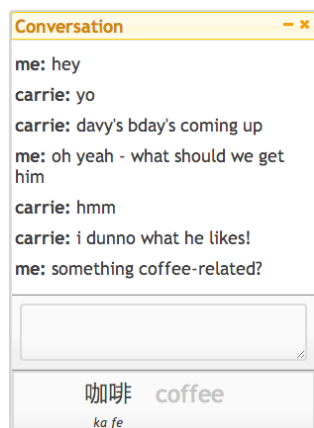 Conversation
me: hey
carrie: yo
carrie: davy's bday's coming up
me: oh yeah - what should we get
him
carrie: hmm
carrie: i dunno what he likes!
me: something coffee-related?
咖啡 coffee
ka fe